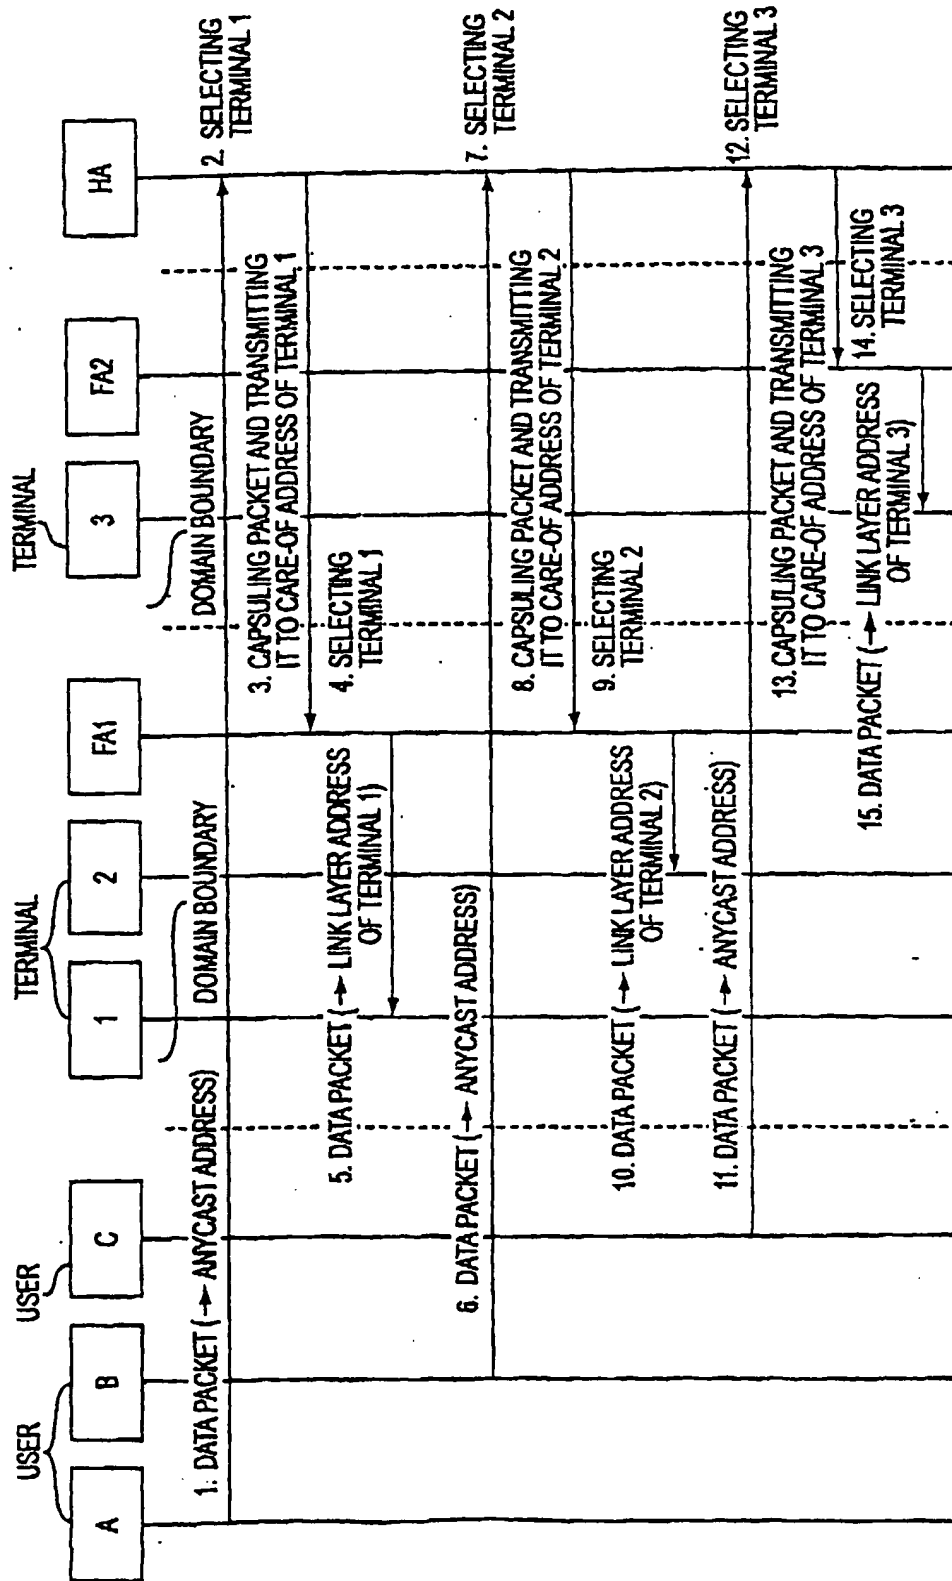 USER
USER
TERMINAL
TERMINAL
A
B
C
1
2
FA1
3
FA2
HA
DOMAIN BOUNDARY
DOMAIN BOUNDARY
1. DATA PACKET (→ ANYCAST ADDRESS)
2. SELECTING
TERMINAL 1
3. CAPSULING PACKET AND TRANSMITTING
IT TO CARE-OF ADDRESS OF TERMINAL 1
4. SELECTING
TERMINAL 1
5. DATA PACKET (→ LINK LAYER ADDRESS
OF TERMINAL 1)
6. DATA PACKET (→ ANYCAST ADDRESS)
7. SELECTING
TERMINAL 2
8. CAPSULING PACKET AND TRANSMITTING
IT TO CARE-OF ADDRESS OF TERMINAL 2
9. SELECTING
TERMINAL 2
10. DATA PACKET (→ LINK LAYER ADDRESS
OF TERMINAL 2)
11. DATA PACKET (→ ANYCAST ADDRESS)
12. SELECTING
TERMINAL 3
13. CAPSULING PACKET AND TRANSMITTING
IT TO CARE-OF ADDRESS OF TERMINAL 3
14. SELECTING
TERMINAL 3
15. DATA PACKET (→ LINK LAYER ADDRESS
OF TERMINAL 3)